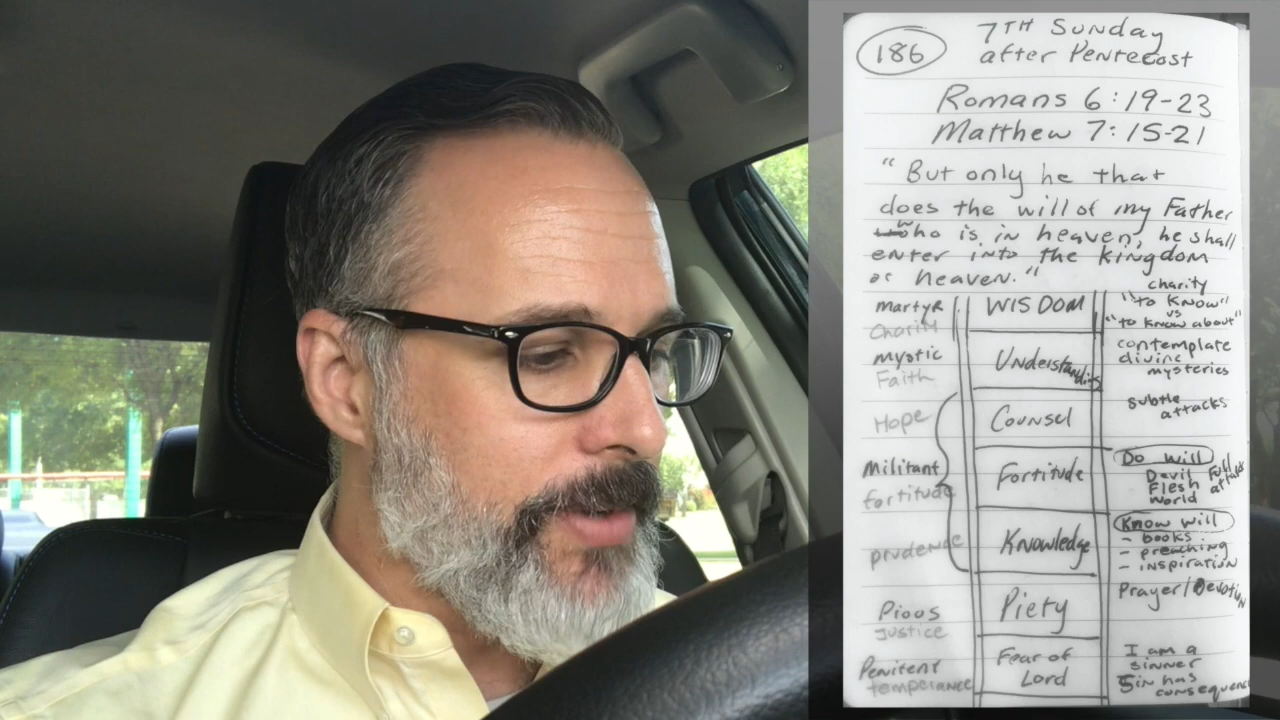 186
7TH Sunday
after Pentecost
Romans 6:19-23
Matthew 7:15-21
"But only he that
does the will of my Father
who is in heaven, he shall
enter into the kingdom
of heaven."
martyr
Charity
WISDOM
charity
"to know"
vs
"to know about"
mystic
Faith
Understanding
contemplate
divine
mysteries
Hope
Counsel
subtle
attacks
Militant
fortitude
Fortitude
Do will
Devil
Flesh
World
Full
attacks
prudence
Knowledge
Know will
- books
- preaching
- inspiration
Pious
Justice
Piety
Prayer/Devotion
Penitent
temperance
Fear of
Lord
I am a
sinner
Sin has
consequence